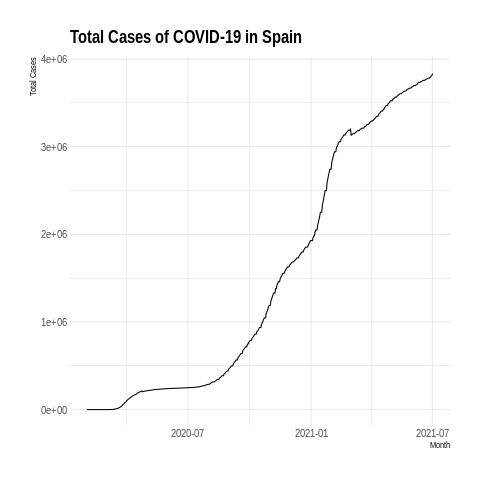 Total Cases of COVID-19 in Spain
Total Cases
4e+06
3e+06
2e+06
1e+06
0e+00
2020-07 2021-01 2021-07
Month